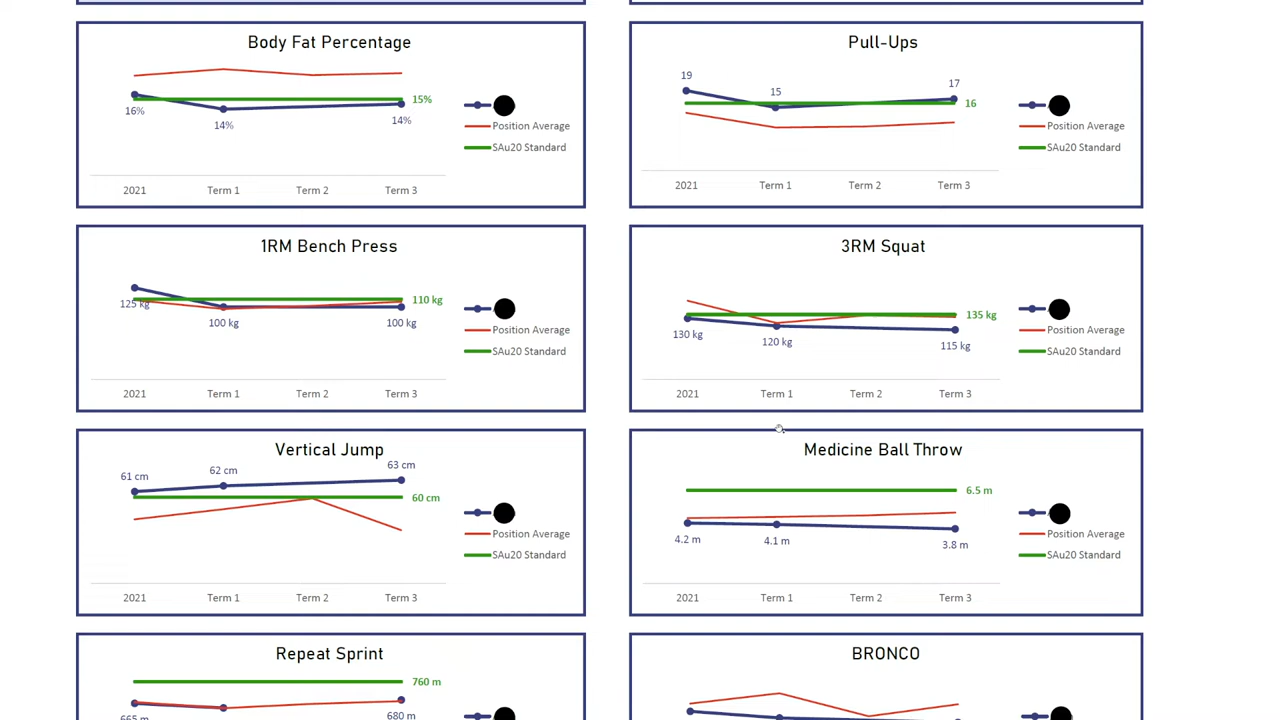 Body Fat Percentage
15%
16%
14%
14%
Position Average
SAu20 Standard
2021 Term 1 Term 2 Term 3
Pull-Ups
19
15
17
16
Position Average
SAu20 Standard
2021 Term 1 Term 2 Term 3
1RM Bench Press
125 kg
110 kg
100 kg
100 kg
Position Average
SAu20 Standard
2021 Term 1 Term 2 Term 3
3RM Squat
135 kg
130 kg
120 kg
115 kg
Position Average
SAu20 Standard
2021 Term 1 Term 2 Term 3
Vertical Jump
61 cm
62 cm
63 cm
60 cm
Position Average
SAu20 Standard
2021 Term 1 Term 2 Term 3
Medicine Ball Throw
6.5 m
4.2 m
4.1 m
3.8 m
Position Average
SAu20 Standard
2021 Term 1 Term 2 Term 3
Repeat Sprint
760 m
665 m
680 m
BRONCO